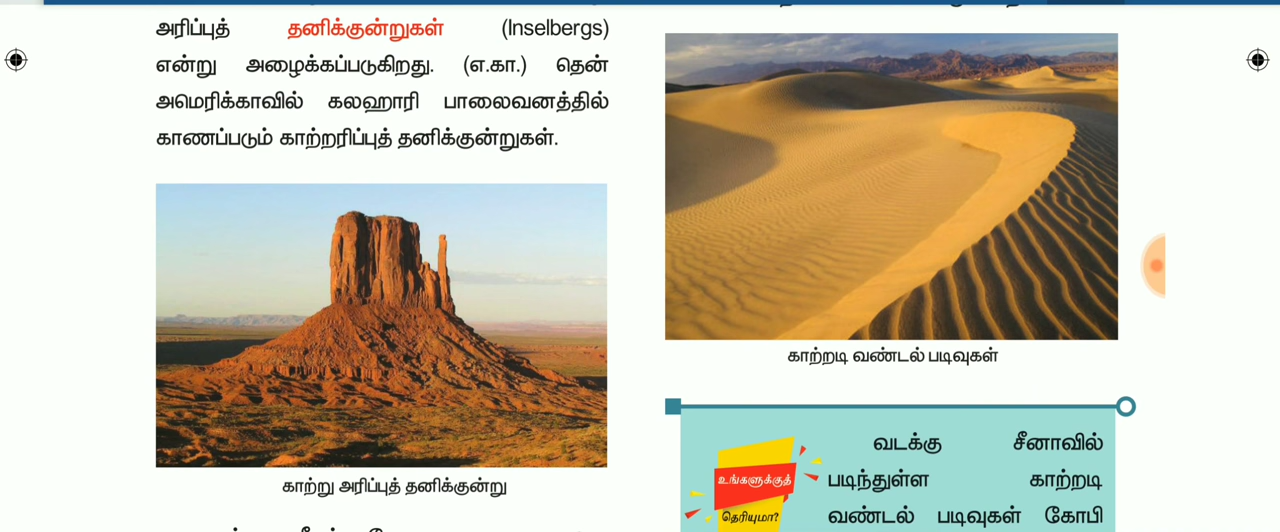 அரிப்புத் தனிக்குன்றுகள் (Inselbergs)
என்று அழைக்கப்படுகிறது. (எ.கா.) தென்
அமெரிக்காவில் கலஹாரி பாலைவனத்தில்
காணப்படும் காற்றரிப்புத் தனிக்குன்றுகள்.
காற்று அரிப்புத் தனிக்குன்று
காற்றடி வண்டல் படிவுகள்
உங்களுக்குத்
தெரியுமா?
வடக்கு சீனாவில்
படிந்துள்ள காற்றடி
வண்டல் படிவுகள் கோபி